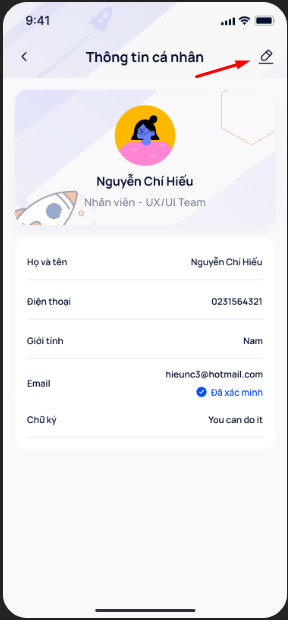 9:41
Thông tin cá nhân
Nguyễn Chí Hiếu
Nhân viên - UX/UI Team
Họ và tên Nguyễn Chí Hiếu
Điện thoại 0231564321
Giới tính Nam
Email hieunc3@hotmail.com
Đã xác minh
Chữ ký You can do it